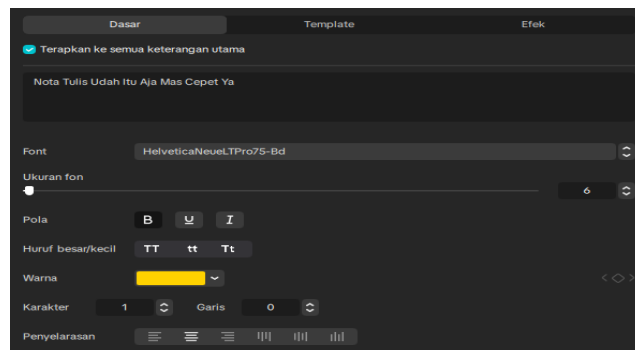 Dasar Template Efek
Terapkan ke semua keterangan utama
Nota Tulis Udah Itu Aja Mas Cepet Ya
Font HelveticaNeueLTPro75-Bd
Ukuran fon
6
Pola B U I
Huruf besar/kecil TT tt Tt
Warna
Karakter 1 Garis 0
Penyelarasan